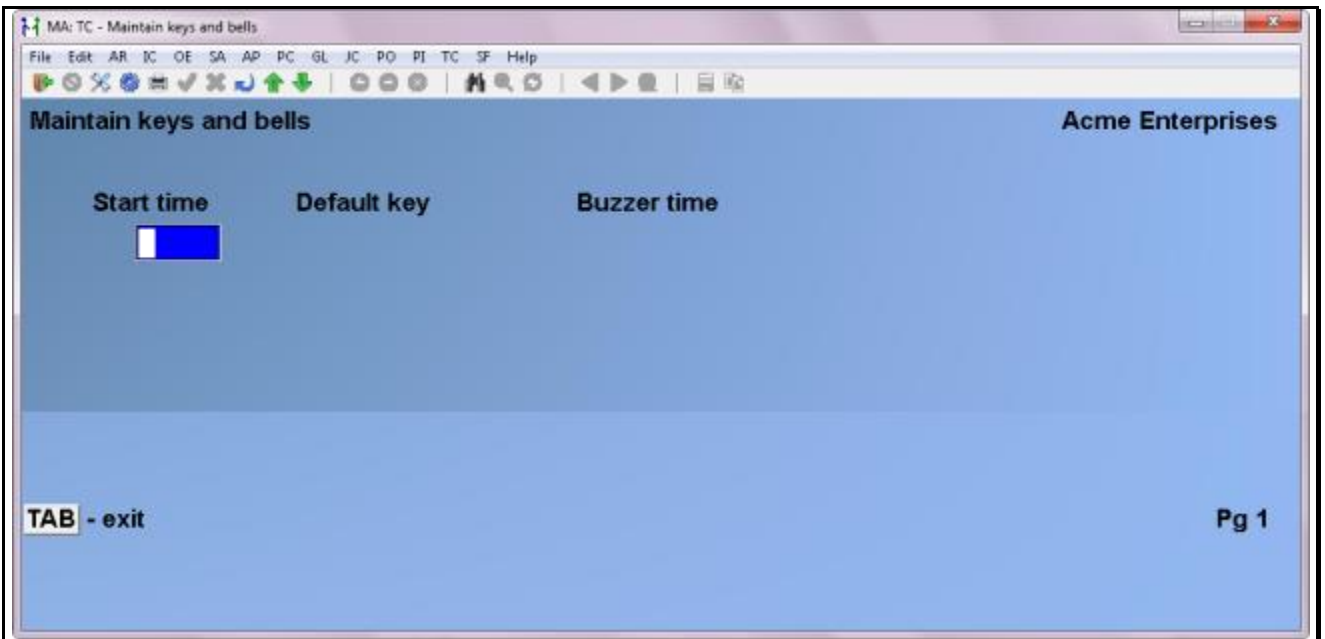 MA: TC - Maintain keys and bells
File Edit AR IC OE SA AP PC GL JC PO PI TC SF Help
Maintain keys and bells Acme Enterprises
Start time Default key Buzzer time
TAB - exit Pg 1